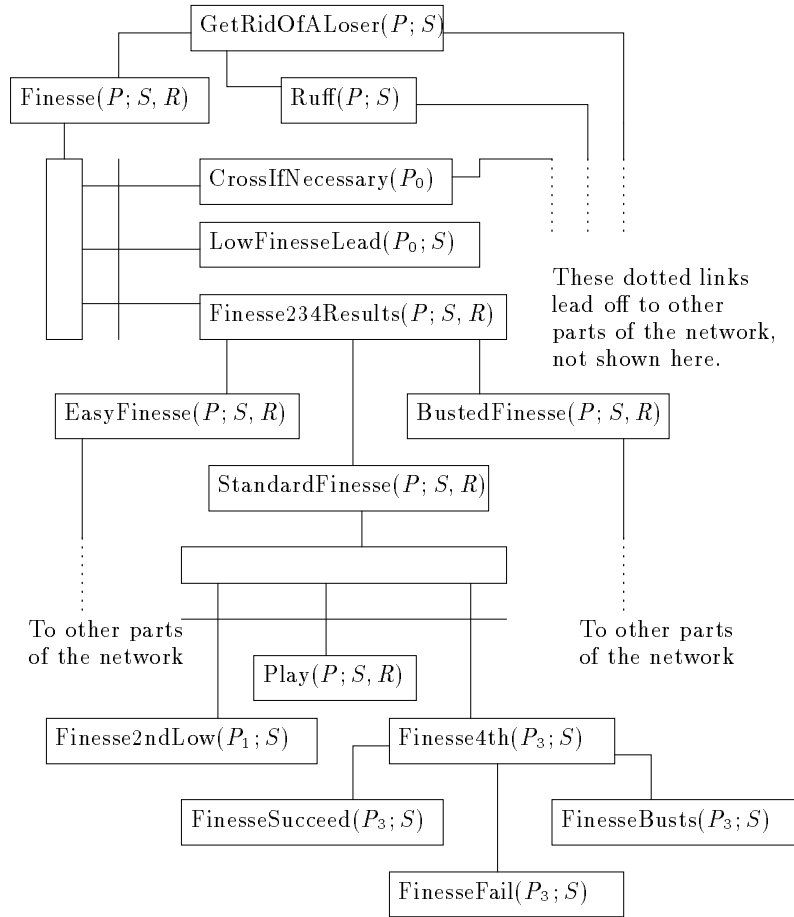 GetRidOfALoser(P; S)
Finesse(P; S, R)
Ruff(P; S)
CrossIfNecessary(P₀)
LowFinesseLead(P₀; S)
These dotted links
lead off to other
parts of the network,
not shown here.
Finesse234Results(P; S, R)
EasyFinesse(P; S, R)
BustedFinesse(P; S, R)
StandardFinesse(P; S, R)
To other parts
of the network
To other parts
of the network
Play(P; S, R)
Finesse2ndLow(P₁; S)
Finesse4th(P₃; S)
FinesseSucceed(P₃; S)
FinesseBusts(P₃; S)
FinesseFail(P₃; S)